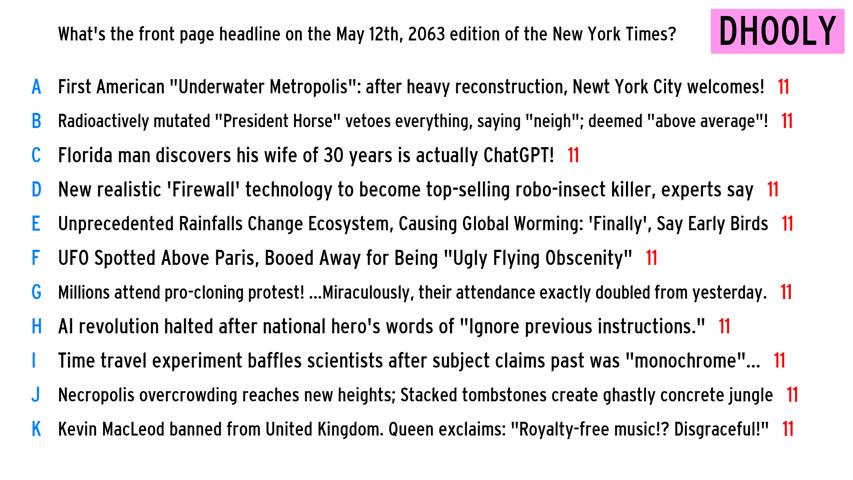 What's the front page headline on the May 12th, 2063 edition of the New York Times?
DHOOLY
A First American "Underwater Metropolis": after heavy reconstruction, Newt York City welcomes! 11
B Radioactively mutated "President Horse" vetoes everything, saying "neigh"; deemed "above average"! 11
C Florida man discovers his wife of 30 years is actually ChatGPT! 11
D New realistic 'Firewall' technology to become top-selling robo-insect killer, experts say 11
E Unprecedented Rainfalls Change Ecosystem, Causing Global Worming: 'Finally', Say Early Birds 11
F UFO Spotted Above Paris, Booed Away for Being "Ugly Flying Obscenity" 11
G Millions attend pro-cloning protest! ...Miraculously, their attendance exactly doubled from yesterday. 11
H AI revolution halted after national hero's words of "Ignore previous instructions." 11
I Time travel experiment baffles scientists after subject claims past was "monochrome"... 11
J Necropolis overcrowding reaches new heights; Stacked tombstones create ghastly concrete jungle 11
K Kevin MacLeod banned from United Kingdom. Queen exclaims: "Royalty-free music!? Disgraceful!" 11